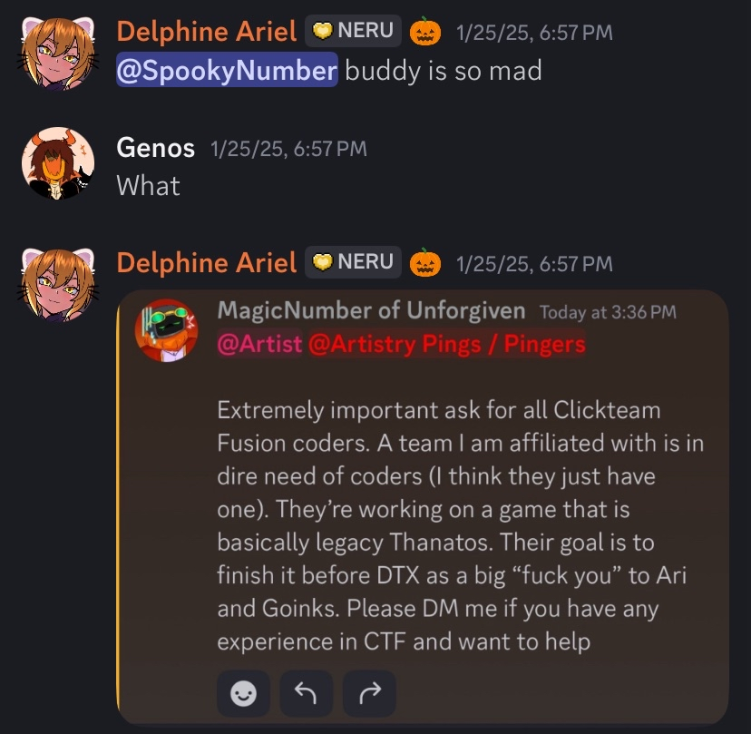 Delphine Ariel NERU 1/25/25, 6:57 PM
@SpookyNumber buddy is so mad
Genos 1/25/25, 6:57 PM
What
Delphine Ariel NERU 1/25/25, 6:57 PM
MagicNumber of Unforgiven Today at 3:36 PM
@Artist @Artistry Pings / Pingers
Extremely important ask for all Clickteam
Fusion coders. A team I am affiliated with is in
dire need of coders (I think they just have
one). They’re working on a game that is
basically legacy Thanatos. Their goal is to
finish it before DTX as a big “fuck you” to Ari
and Goinks. Please DM me if you have any
experience in CTF and want to help